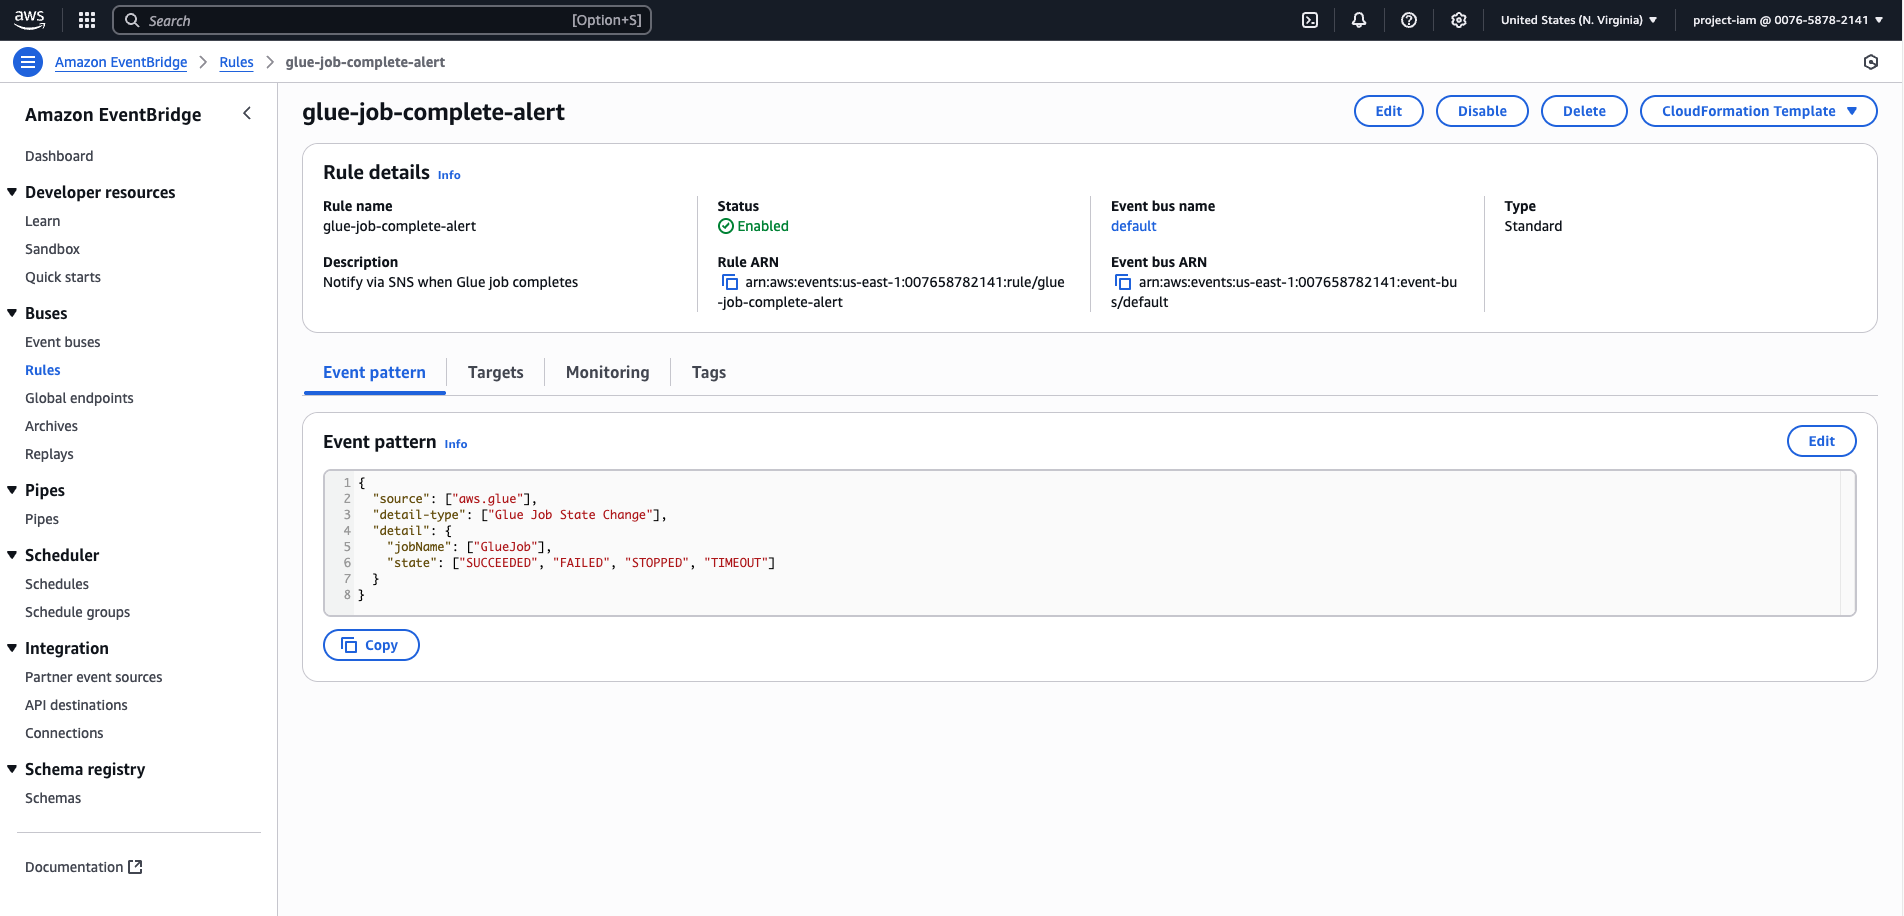 aws
Search [Option+S]
United States (N. Virginia)
project-iam @ 0076-5878-2141
Amazon EventBridge
Rules
glue-job-complete-alert
Amazon EventBridge
Dashboard
Developer resources
Learn
Sandbox
Quick starts
Buses
Event buses
Rules
Global endpoints
Archives
Replays
Pipes
Pipes
Scheduler
Schedules
Schedule groups
Integration
Partner event sources
API destinations
Connections
Schema registry
Schemas
Documentation
glue-job-complete-alert
Edit
Disable
Delete
CloudFormation Template
Rule details Info
Rule name
glue-job-complete-alert
Description
Notify via SNS when Glue job completes
Status
Enabled
Rule ARN
arn:aws:events:us-east-1:007658782141:rule/glue
-job-complete-alert
Event bus name
default
Event bus ARN
arn:aws:events:us-east-1:007658782141:event-bu
s/default
Type
Standard
Event pattern
Targets
Monitoring
Tags
Event pattern Info
Edit
1 {
2 "source": ["aws.glue"],
3 "detail-type": ["Glue Job State Change"],
4 "detail": {
5 "jobName": ["GlueJob"],
6 "state": ["SUCCEEDED", "FAILED", "STOPPED", "TIMEOUT"]
7 }
8 }
Copy